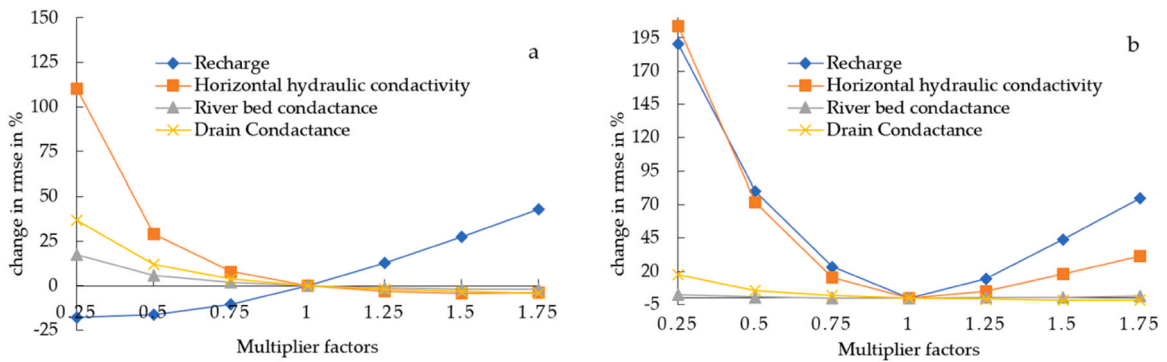 150
125
100
75
50
25
0
-25
change in rmse in %
a
Recharge
Horizontal hydraulic condactivity
River bed condactance
Drain Condactance
0.25 0.5 0.75 1 1.25 1.5 1.75
Multiplier factors
195
170
145
120
95
70
45
20
-5
change in rmse in %
b
Recharge
Horizontal hydraulic condactivity
River bed condactance
Drain Condactance
0.25 0.5 0.75 1 1.25 1.5 1.75
Multiplier factors